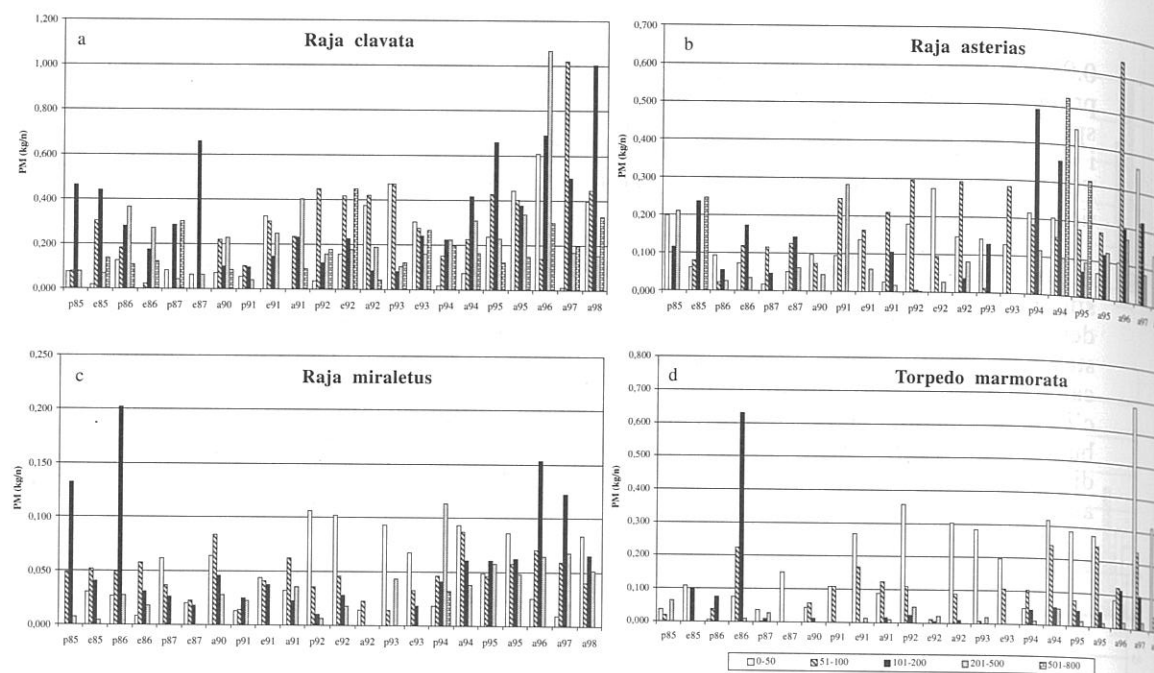 a
Raja clavata
1,200
1,000
0,800
0,600
0,400
0,200
0,000
PM (kg/n)
p85 e85 p86 e86 p87 e87 a90 p91 e91 a91 p92 e92 a92 p93 e93 p94 a94 p95 a95 a96 a97 a98
b
Raja asterias
0,700
0,600
0,500
0,400
0,300
0,200
0,100
0,000
PM (kg/n)
p85 e85 p86 e86 p87 e87 a90 p91 e91 a91 p92 e92 a92 p93 e93 p94 a94 p95 a95 a96 a97
c
Raja miraletus
0,250
0,200
0,150
0,100
0,050
0,000
PM (kg/n)
p85 e85 p86 e86 p87 e87 a90 p91 e91 a91 p92 e92 a92 p93 e93 p94 a94 p95 a95 a96 a97 a98
d
Torpedo marmorata
0,800
0,700
0,600
0,500
0,400
0,300
0,200
0,100
0,000
PM (kg/n)
p85 e85 p86 e86 p87 e87 a90 p91 e91 a91 p92 e92 a92 p93 e93 p94 a94 p95 a95 a96 a97
0-50 51-100 101-200 201-500 501-800